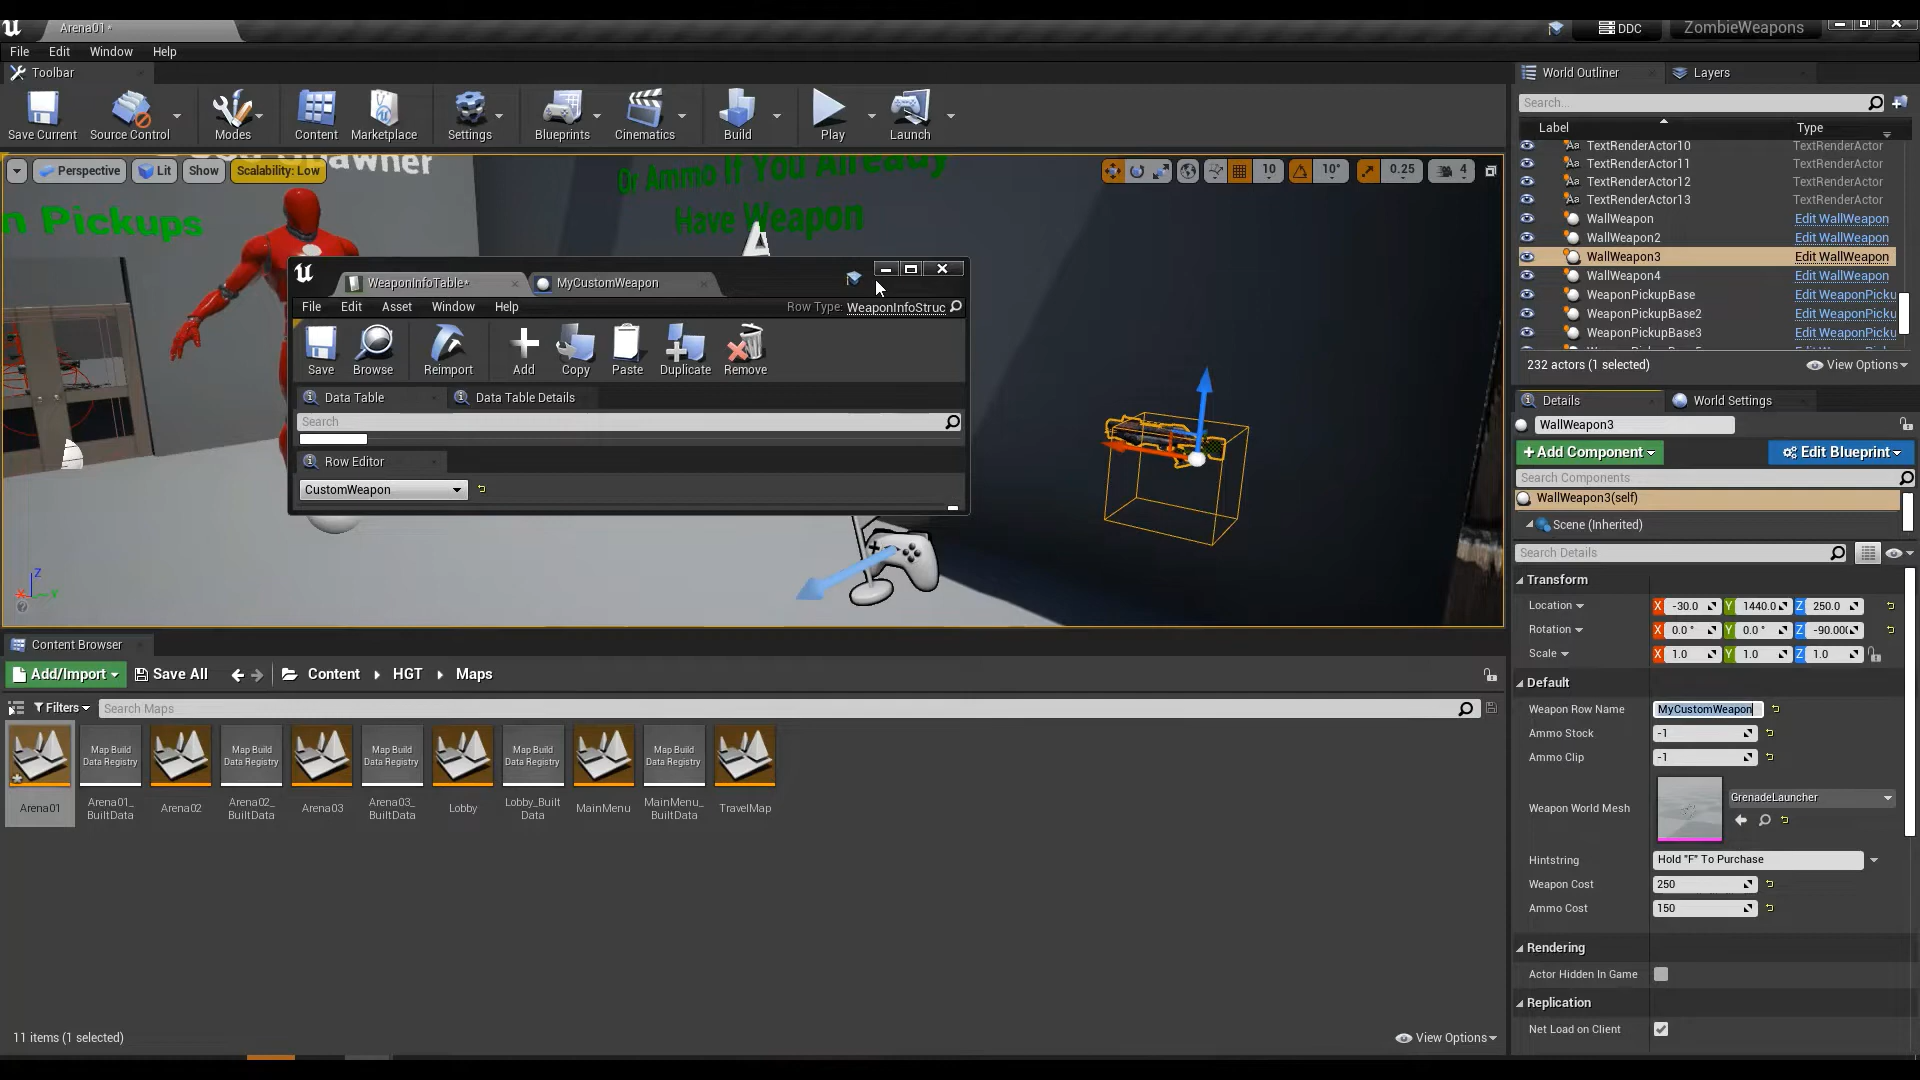 Arena01*
DDC
ZombieWeapons
File Edit Window Help
Toolbar
Save Current
Source Control
Modes
Content
Marketplace
Settings
Blueprints
Cinematics
Build
Play
Launch
Perspective
Lit
Show
Scalability: Low
10
10°
0.25
4
Or Ammo If You Already
Have Weapon
n Pickups
WeaponInfoTable*
MyCustomWeapon
File Edit Asset Window Help
Row Type: WeaponInfoStruc
Save
Browse
Reimport
Add
Copy
Paste
Duplicate
Remove
Data Table
Data Table Details
Search
Row Editor
CustomWeapon
World Outliner
Layers
Search...
Label Type
TextRenderActor10 TextRenderActor
TextRenderActor11 TextRenderActor
TextRenderActor12 TextRenderActor
TextRenderActor13 TextRenderActor
WallWeapon Edit WallWeapon
WallWeapon2 Edit WallWeapon
WallWeapon3 Edit WallWeapon
WallWeapon4 Edit WallWeapon
WeaponPickupBase Edit WeaponPicku
WeaponPickupBase2 Edit WeaponPicku
WeaponPickupBase3 Edit WeaponPicku
232 actors (1 selected)
View Options
Details
World Settings
WallWeapon3
+Add Component
Edit Blueprint
Search Components
WallWeapon3(self)
Scene (Inherited)
Search Details
Transform
Location X -30.0 Y 1440.0 Z 250.0
Rotation X 0.0 ° Y 0.0 ° Z -90.000
Scale X 1.0 Y 1.0 Z 1.0
Default
Weapon Row Name MyCustomWeapon
Ammo Stock -1
Ammo Clip -1
Weapon World Mesh GrenadeLauncher
Hintstring Hold "F" To Purchase
Weapon Cost 250
Ammo Cost 150
Rendering
Actor Hidden In Game
Replication
Net Load on Client
Content Browser
Add/Import
Save All
Content
HGT
Maps
Filters
Search Maps
Map Build
Data Registry
Map Build
Data Registry
Map Build
Data Registry
Map Build
Data Registry
Map Build
Data Registry
Arena01
Arena01_
BuiltData
Arena02
Arena02_
BuiltData
Arena03
Arena03_
BuiltData
Lobby
Lobby_Built
Data
MainMenu
MainMenu_
BuiltData
TravelMap
11 items (1 selected)
View Options
Z
X
Y